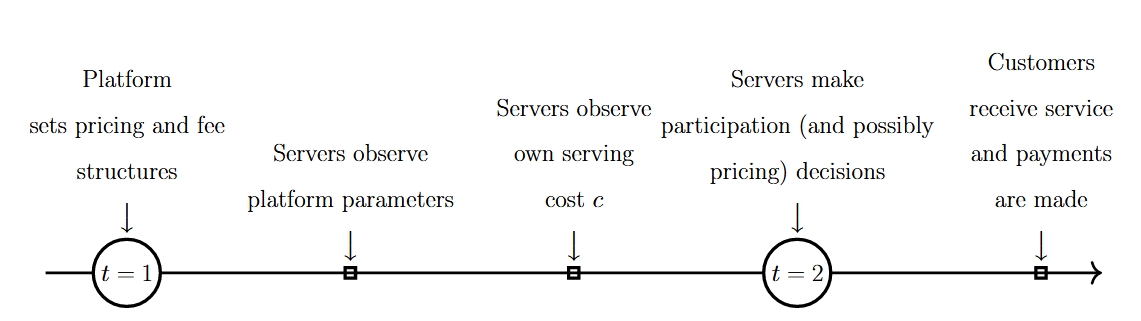 Platform
sets pricing and fee
structures
Servers observe
platform parameters
Servers observe
own serving
cost c
Servers make
participation (and possibly
pricing) decisions
Customers
receive service
and payments
are made
t = 1
t = 2